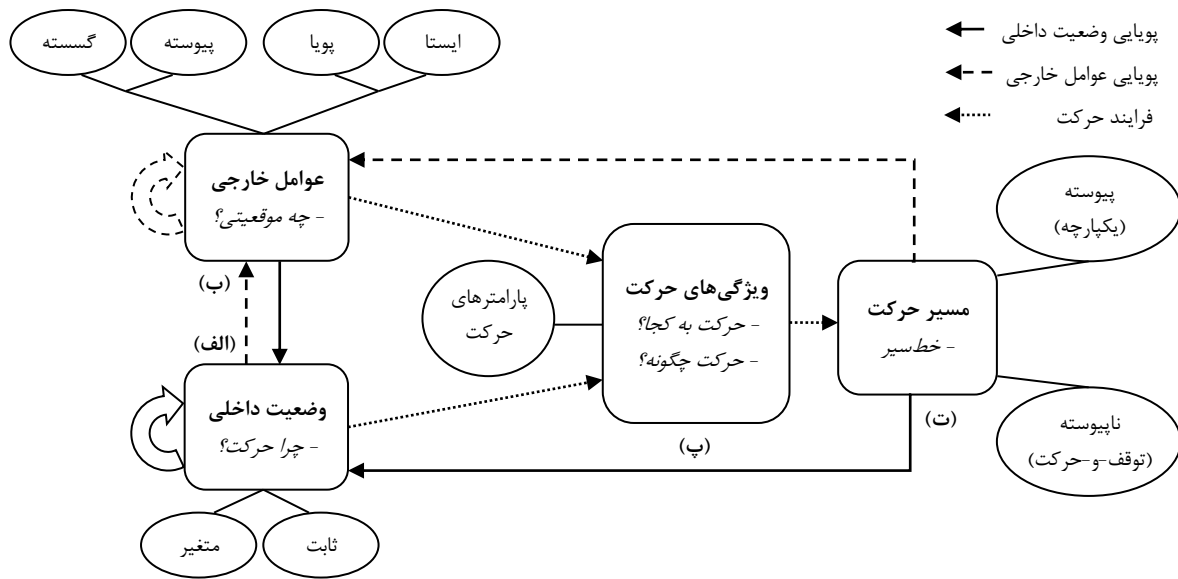 پویایی وضعیت داخلی
پویایی عوامل خارجی
فرایند حرکت
ایستا
پویا
پیوسته
گسسته
عوامل خارجی
- چه موقعیتی؟
(ب)
(الف)
وضعیت داخلی
- چرا حرکت؟
ثابت
متغیر
پارامترهای
حرکت
ویژگی‌های حرکت
- حرکت به کجا؟
- حرکت چگونه؟
(پ)
مسیر حرکت
- خط‌سیر
(ت)
پیوسته
(یکپارچه)
ناپیوسته
(توقف-و-حرکت)